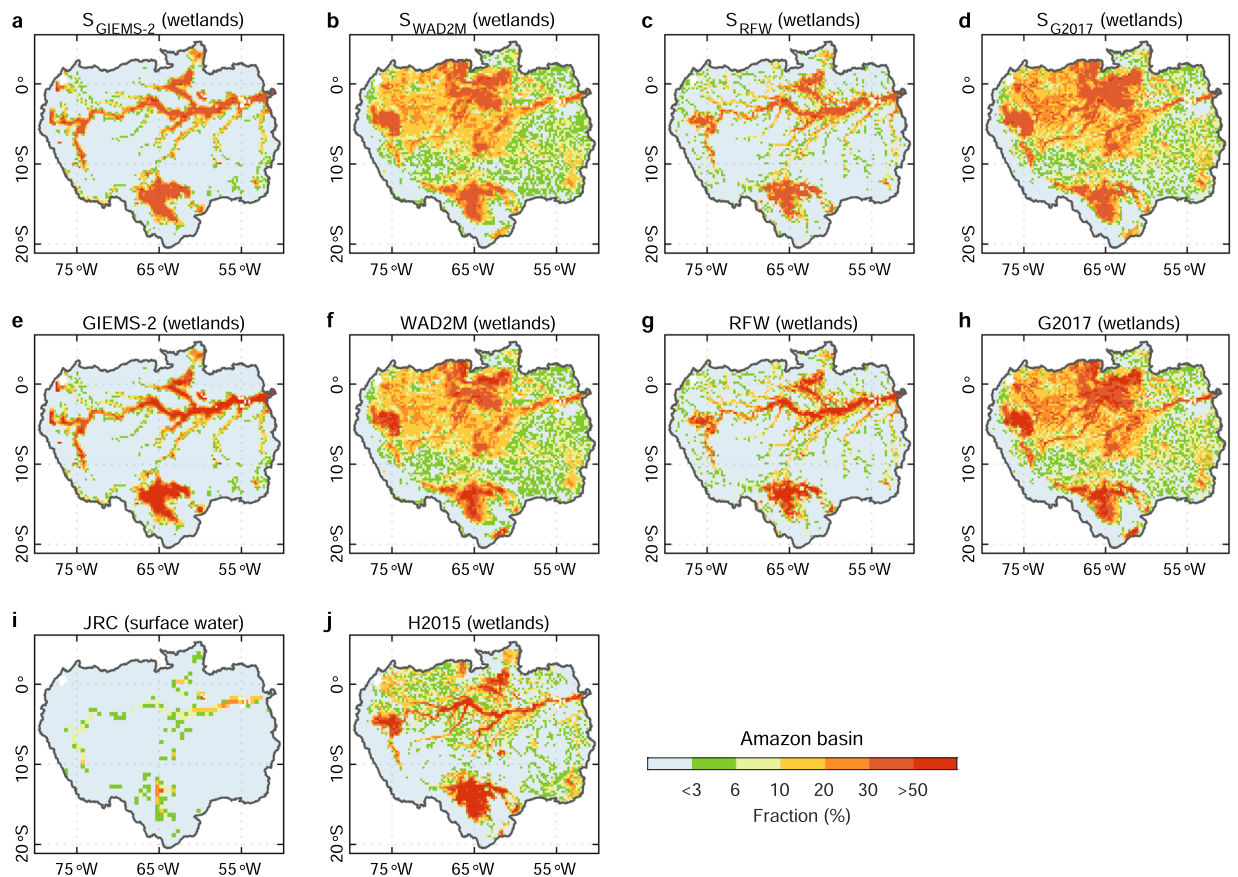 a S_GIEMS-2 (wetlands)
b S_WAD2M (wetlands)
c S_RFW (wetlands)
d S_G2017 (wetlands)
0°
10°S
20°S
75°W 65°W 55°W
0°
10°S
20°S
75°W 65°W 55°W
0°
10°S
20°S
75°W 65°W 55°W
0°
10°S
20°S
75°W 65°W 55°W
e GIEMS-2 (wetlands)
f WAD2M (wetlands)
g RFW (wetlands)
h G2017 (wetlands)
0°
10°S
20°S
75°W 65°W 55°W
0°
10°S
20°S
75°W 65°W 55°W
0°
10°S
20°S
75°W 65°W 55°W
0°
10°S
20°S
75°W 65°W 55°W
i JRC (surface water)
j H2015 (wetlands)
0°
10°S
20°S
75°W 65°W 55°W
0°
10°S
20°S
75°W 65°W 55°W
Amazon basin
<3 6 10 20 30 >50
Fraction (%)